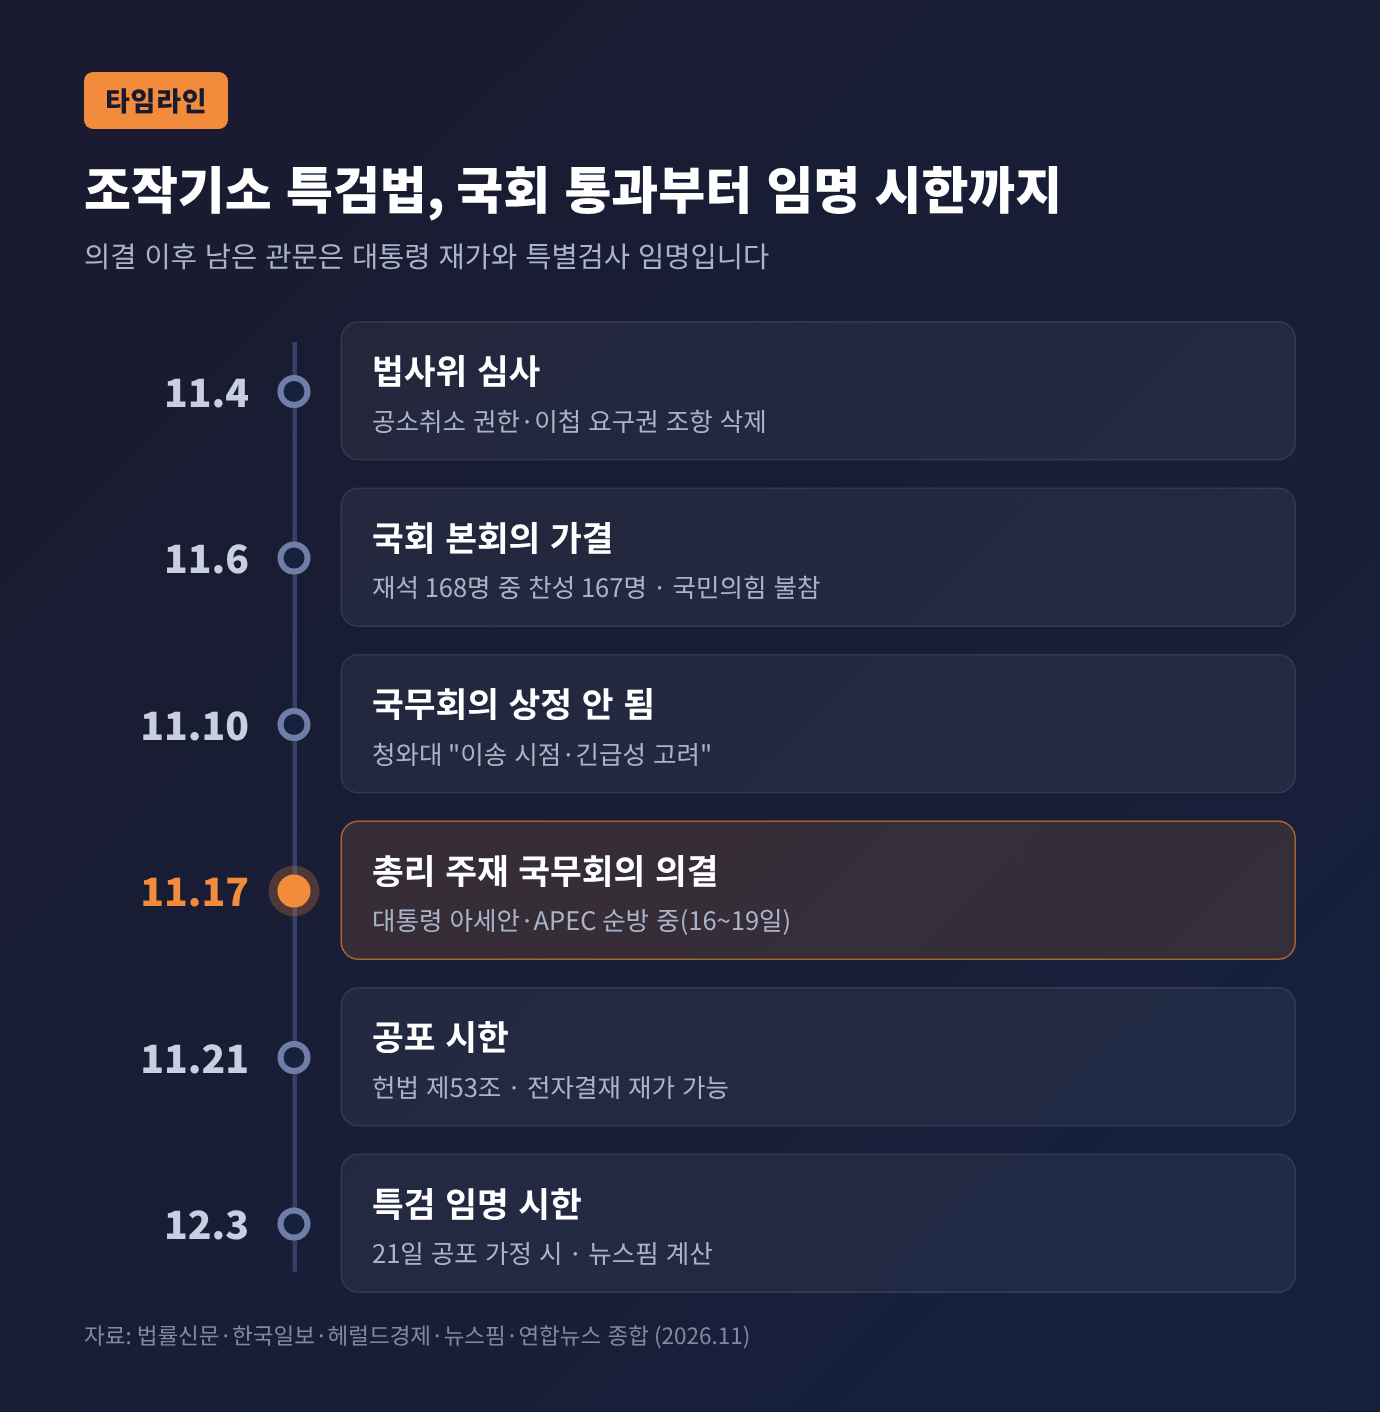 타임라인
조작기소 특검법, 국회 통과부터 임명 시한까지
의결 이후 남은 관문은 대통령 재가와 특별검사 임명입니다
11.4
법사위 심사
공소취소 권한·이첩 요구권 조항 삭제
11.6
국회 본회의 가결
재석 168명 중 찬성 167명 · 국민의힘 불참
11.10
국무회의 상정 안 됨
청와대 "이송 시점·긴급성 고려"
11.17
총리 주재 국무회의 의결
대통령 아세안·APEC 순방 중(16~19일)
11.21
공포 시한
헌법 제53조 · 전자결재 재가 가능
12.3
특검 임명 시한
21일 공포 가정 시 · 뉴스핌 계산
자료: 법률신문·한국일보·헤럴드경제·뉴스핌·연합뉴스 종합 (2026.11)